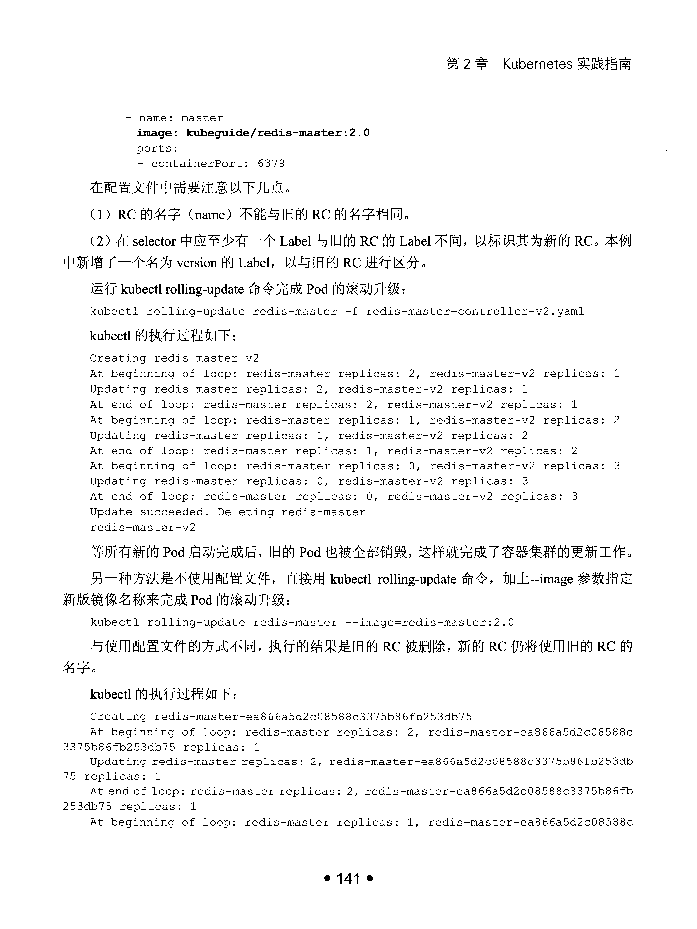 第 2 章 Kubernetes 实践指南
- name: master
image: kubeguide/redis-master:2.0
ports:
- containerPort: 6379
在配置文件中需要注意以下几点。
（1）RC 的名字（name）不能与旧的 RC 的名字相同。
（2）在 selector 中应至少有一个 Label 与旧的 RC 的 Label 不同，以标识其为新的 RC。本例
中新增了一个名为 version 的 Label，以与旧的 RC 进行区分。
运行 kubectl rolling-update 命令完成 Pod 的滚动升级：
kubectl rolling-update redis-master -f redis-master-controller-v2.yaml
kubectl 的执行过程如下：
Creating redis-master-v2
At beginning of loop: redis-master replicas: 2, redis-master-v2 replicas: 1
Updating redis-master replicas: 2, redis-master-v2 replicas: 1
At end of loop: redis-master replicas: 2, redis-master-v2 replicas: 1
At beginning of loop: redis-master replicas: 1, redis-master-v2 replicas: 2
Updating redis-master replicas: 1, redis-master-v2 replicas: 2
At end of loop: redis-master replicas: 1, redis-master-v2 replicas: 2
At beginning of loop: redis-master replicas: 0, redis-master-v2 replicas: 3
Updating redis-master replicas: 0, redis-master-v2 replicas: 3
At end of loop: redis-master replicas: 0, redis-master-v2 replicas: 3
Update succeeded. Deleting redis-master
redis-master-v2
等所有新的 Pod 启动完成后，旧的 Pod 也被全部销毁，这样就完成了容器集群的更新工作。
另一种方法是不使用配置文件，直接用 kubectl rolling-update 命令，加上--image 参数指定
新版镜像名称来完成 Pod 的滚动升级：
kubectl rolling-update redis-master --image=redis-master:2.0
与使用配置文件的方式不同，执行的结果是旧的 RC 被删除，新的 RC 仍将使用旧的 RC 的
名字。
kubectl 的执行过程如下：
Creating redis-master-ea866a5d2c08588c3375b86fb253db75
At beginning of loop: redis-master replicas: 2, redis-master-ea866a5d2c08588c
3375b86fb253db75 replicas: 1
Updating redis-master replicas: 2, redis-master-ea866a5d2c08588c3375b86fb253db
75 replicas: 1
At end of loop: redis-master replicas: 2, redis-master-ea866a5d2c08588c3375b86fb
253db75 replicas: 1
At beginning of loop: redis-master replicas: 1, redis-master-ea866a5d2c08588c
• 141 •